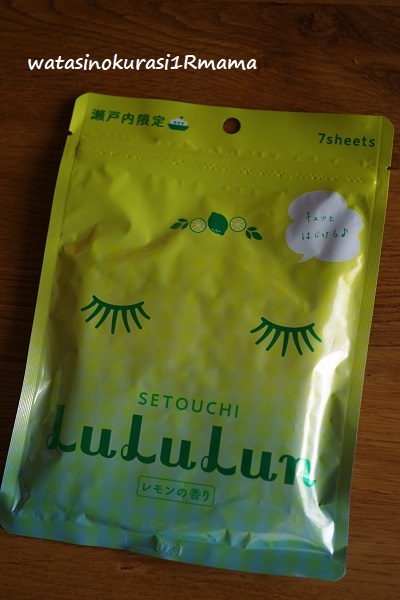 watasinokurasi1Rmama
瀬戸内限定
7sheets
キュッと
はじける♪
SETOUCHI
LuLuLun
レモンの香り